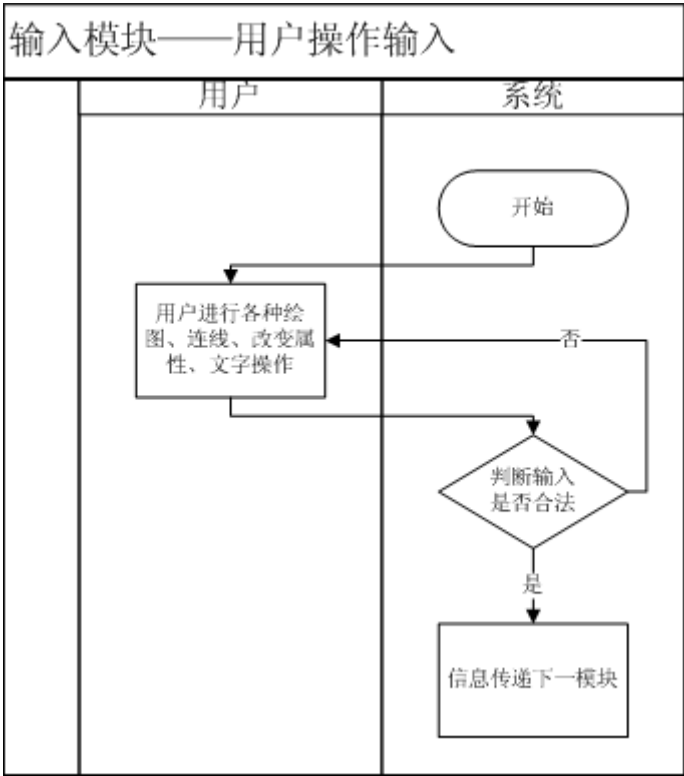 输入模块——用户操作输入
用户
系统
开始
用户进行各种绘
图、连线、改变属
性、文字操作
否
判断输入
是否合法
是
信息传递下一模块